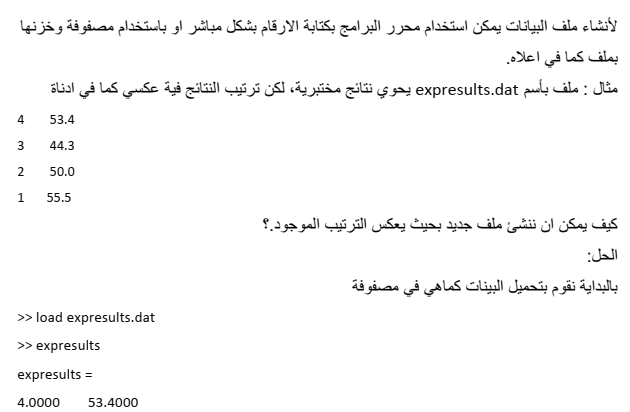 لأنشاء ملف البيانات يمكن استخدام محرر البرامج بكتابة الارقام بشكل مباشر او باستخدام مصفوفة وخزنها
بملف كما في اعلاه.
مثال : ملف بأسم expresults.dat يحوي نتائج مختبرية، لكن ترتيب النتائج فية عكسي كما في ادناة
4 53.4
3 44.3
2 50.0
1 55.5
كيف يمكن ان ننشئ ملف جديد بحيث يعكس الترتيب الموجود.؟
الحل:
بالبداية نقوم بتحميل البينات كماهي في مصفوفة
>> load expresults.dat
>> expresults
expresults =
4.0000 53.4000